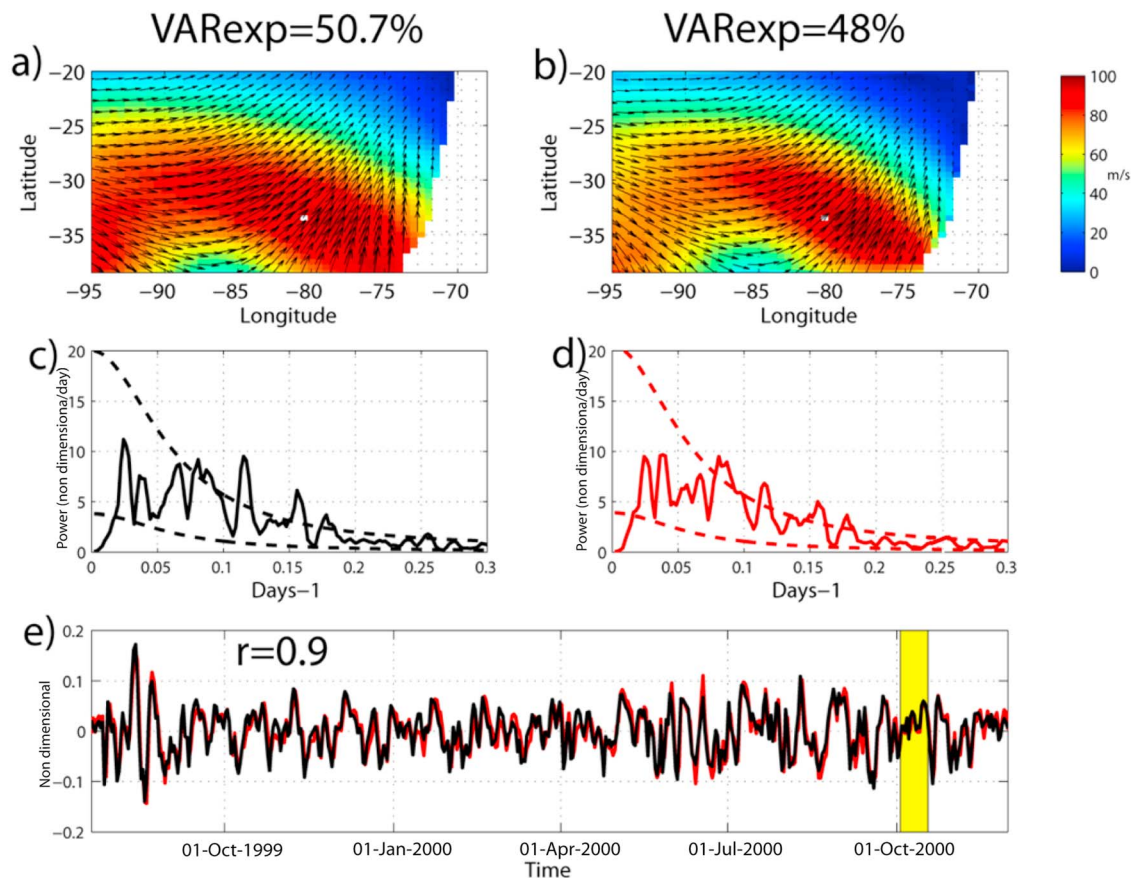 VARexp=50.7%
VARexp=48%
a)
b)
−20
−25
−30
−35
Latitude
−95 −90 −85 −80 −75 −70
Longitude
−20
−25
−30
−35
Latitude
−95 −90 −85 −80 −75 −70
Longitude
100
80
60
m/s
40
20
0
c)
20
15
10
5
0
Power (non dimensiona/day)
0 0.05 0.1 0.15 0.2 0.25 0.3
Days−1
d)
20
15
10
5
0
Power (non dimensiona/day)
0 0.05 0.1 0.15 0.2 0.25 0.3
Days−1
e)
r=0.9
0.2
0.1
0
−0.1
−0.2
Non dimensional
01-Oct-1999 01-Jan-2000 01-Apr-2000 01-Jul-2000 01-Oct-2000
Time